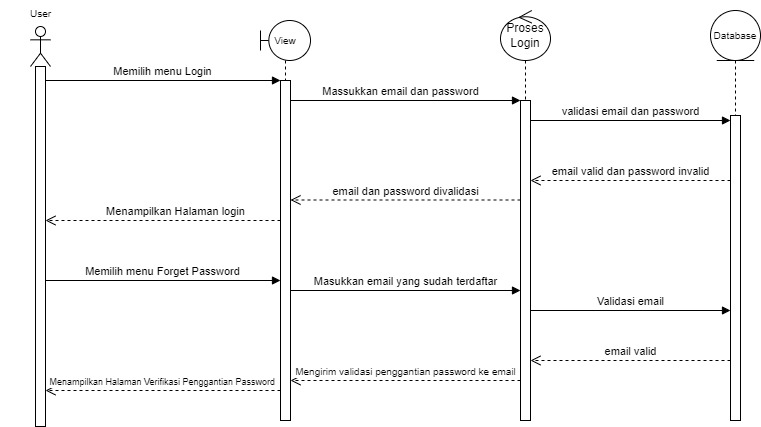 User
View
Proses
Login
Database
Memilih menu Login
Massukkan email dan password
validasi email dan password
email valid dan password invalid
email dan password divalidasi
Menampilkan Halaman login
Memilih menu Forget Password
Masukkan email yang sudah terdaftar
Validasi email
email valid
Mengirim validasi penggantian password ke email
Menampilkan Halaman Verifikasi Penggantian Password